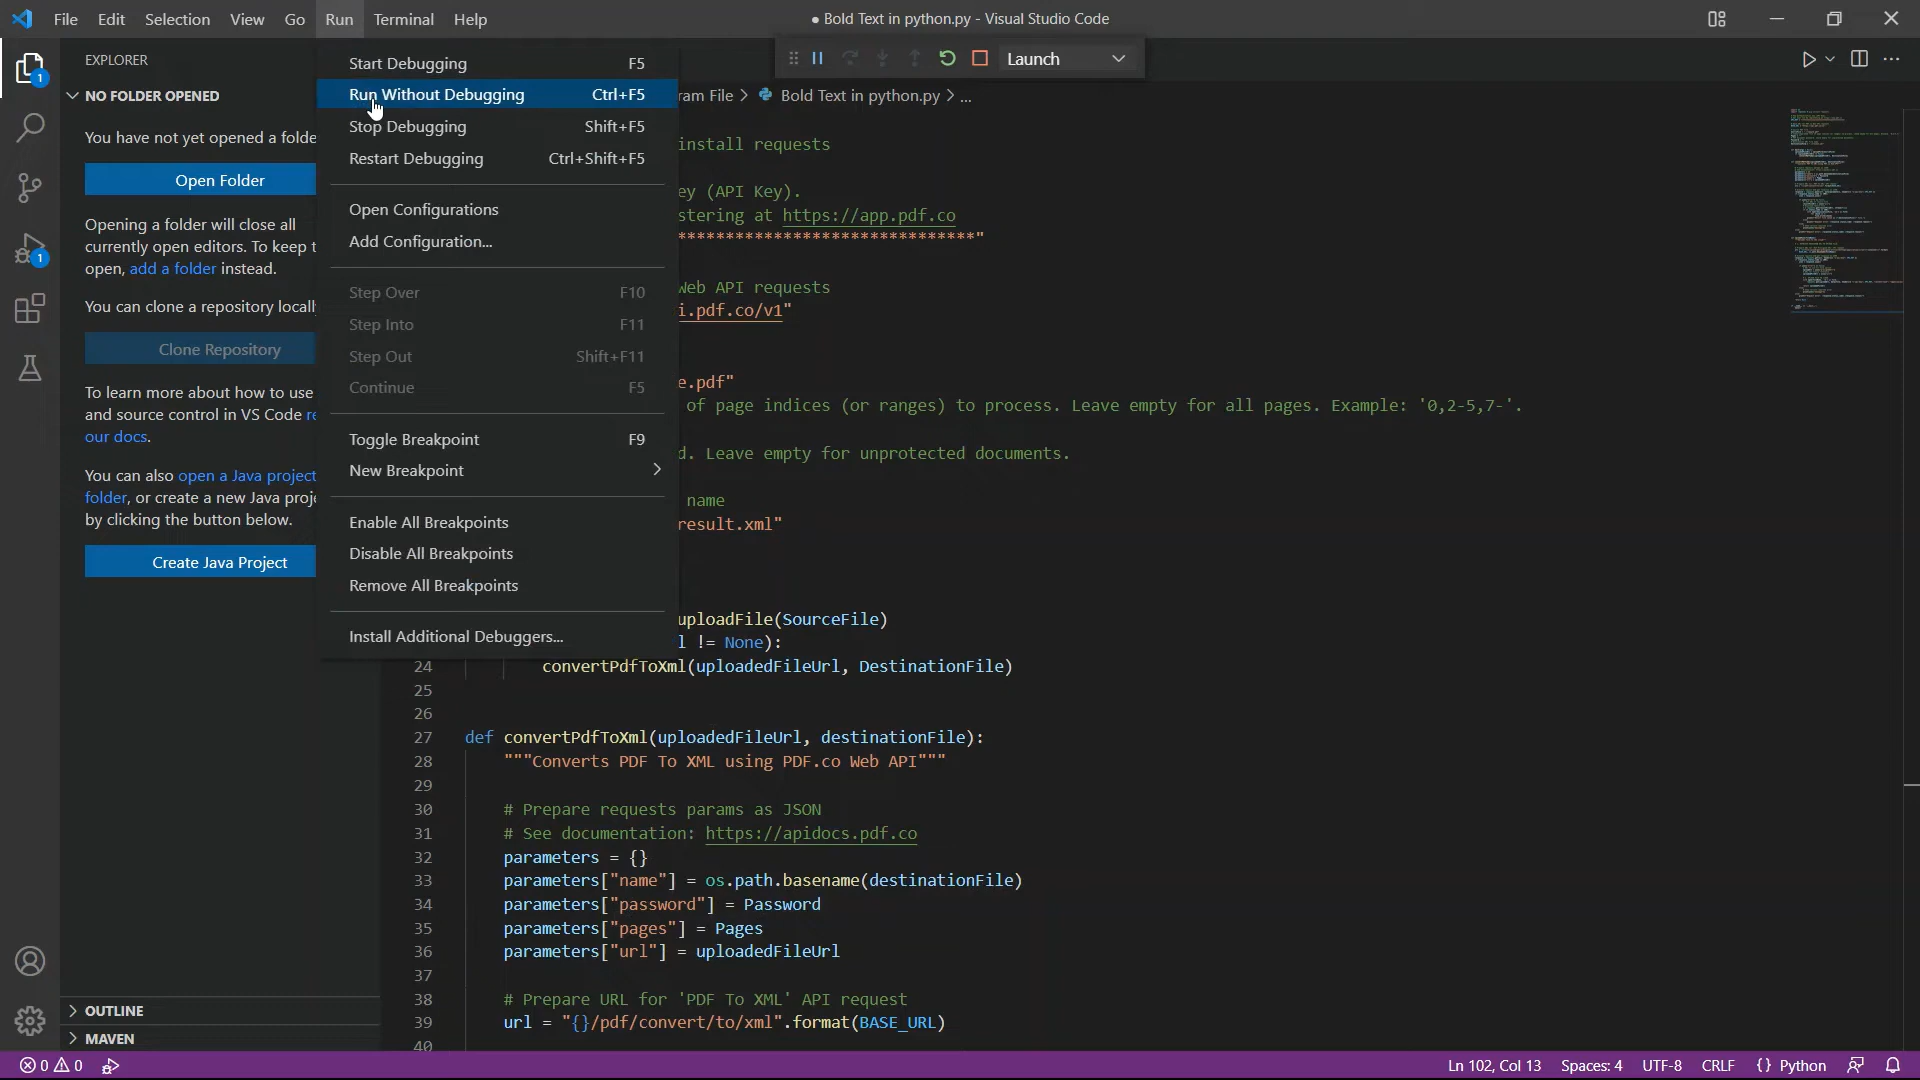 File Edit Selection View Go Run Terminal Help
● Bold Text in python.py - Visual Studio Code
EXPLORER
NO FOLDER OPENED
You have not yet opened a folde
Open Folder
Opening a folder will close all
currently open editors. To keep t
open, add a folder instead.
You can clone a repository locall
Clone Repository
To learn more about how to use
and source control in VS Code re
our docs.
You can also open a Java project
folder, or create a new Java proje
by clicking the button below.
Create Java Project
OUTLINE
MAVEN
1
1
Start Debugging F5
Run Without Debugging Ctrl+F5
Stop Debugging Shift+F5
Restart Debugging Ctrl+Shift+F5
Open Configurations
Add Configuration...
Step Over F10
Step Into F11
Step Out Shift+F11
Continue F5
Toggle Breakpoint F9
New Breakpoint
Enable All Breakpoints
Disable All Breakpoints
Remove All Breakpoints
Install Additional Debuggers...
Launch
ram File > Bold Text in python.py > ...
install requests
ey (API Key).
stering at https://app.pdf.co
*******************************"
Web API requests
i.pdf.co/v1"
e.pdf"
of page indices (or ranges) to process. Leave empty for all pages. Example: '0,2-5,7-'.
d. Leave empty for unprotected documents.
name
result.xml"
uploadFile(SourceFile)
l != None):
24 convertPdfToXml(uploadedFileUrl, DestinationFile)
25
26
27 def convertPdfToXml(uploadedFileUrl, destinationFile):
28 """Converts PDF To XML using PDF.co Web API"""
29
30 # Prepare requests params as JSON
31 # See documentation: https://apidocs.pdf.co
32 parameters = {}
33 parameters["name"] = os.path.basename(destinationFile)
34 parameters["password"] = Password
35 parameters["pages"] = Pages
36 parameters["url"] = uploadedFileUrl
37
38 # Prepare URL for 'PDF To XML' API request
39 url = "{}/pdf/convert/to/xml".format(BASE_URL)
40
0 0 Ln 102, Col 13 Spaces: 4 UTF-8 CRLF {} Python